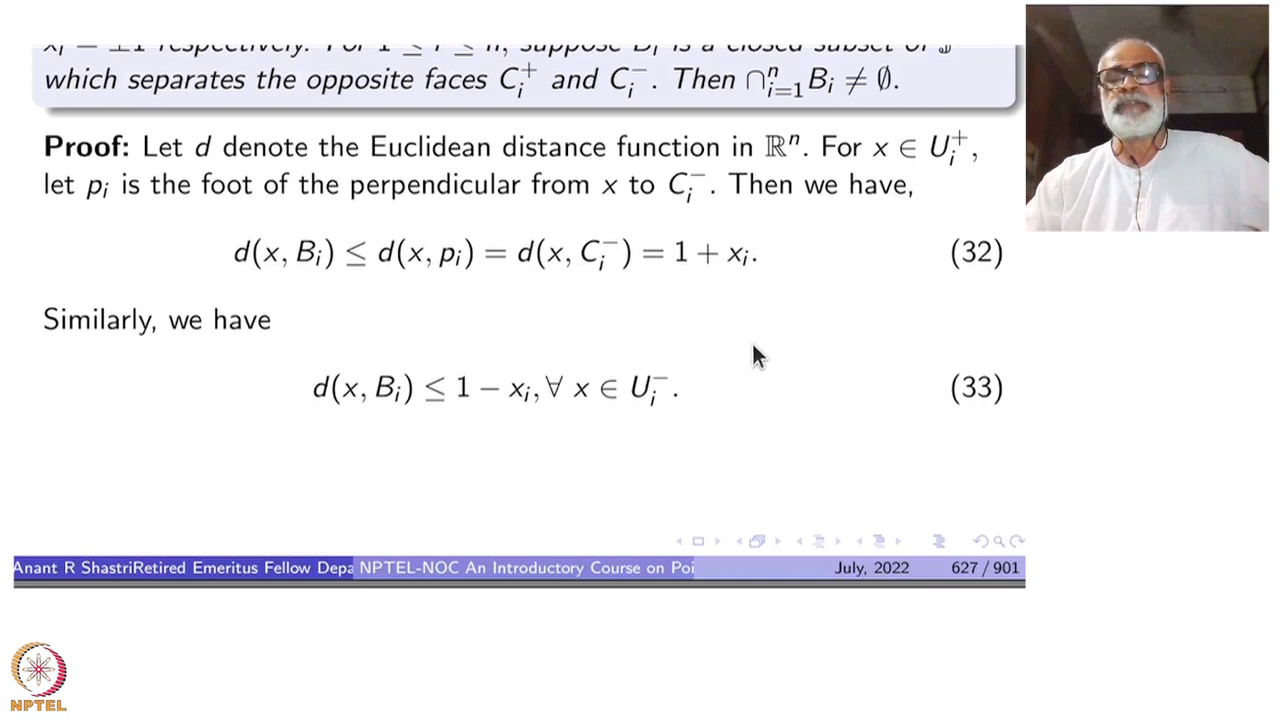 which separates the opposite faces C_i^+ and C_i^-. Then ∩_{i=1}^n B_i ≠ ∅.
Proof: Let d denote the Euclidean distance function in ℝ^n. For x ∈ U_i^+,
let p_i is the foot of the perpendicular from x to C_i^-. Then we have,
d(x, B_i) ≤ d(x, p_i) = d(x, C_i^-) = 1 + x_i. (32)
Similarly, we have
d(x, B_i) ≤ 1 − x_i, ∀ x ∈ U_i^-. (33)
Anant R ShastriRetired Emeritus Fellow Depa NPTEL-NOC An Introductory Course on Poi July, 2022 627 / 901
NPTEL